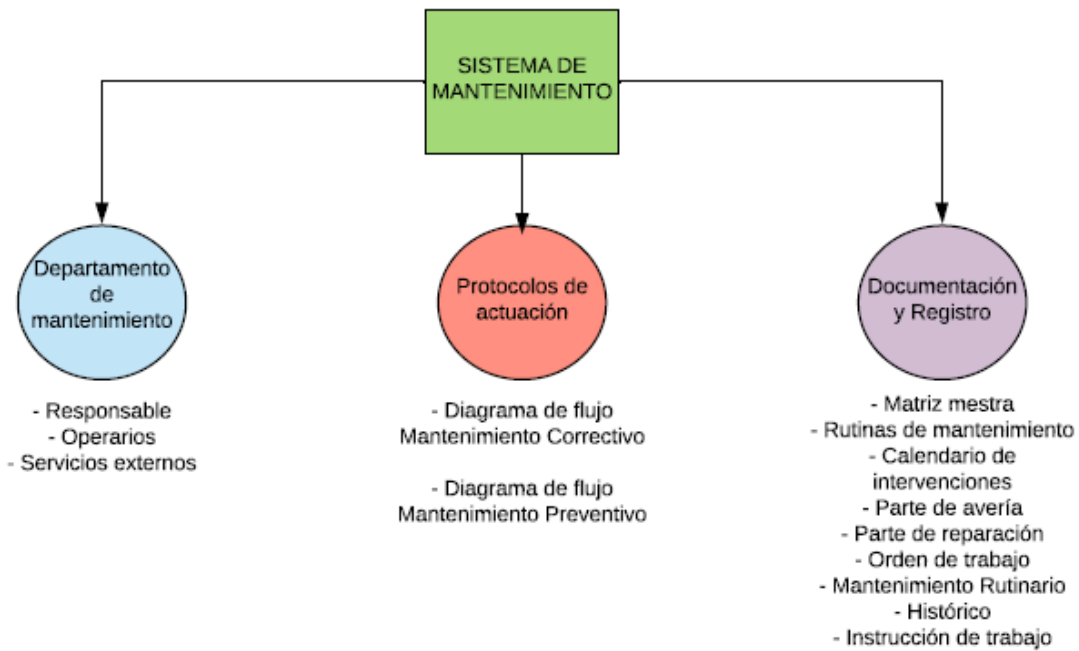 SISTEMA DE
MANTENIMIENTO
Departamento
de
mantenimiento
- Responsable
- Operarios
- Servicios externos
Protocolos de
actuación
- Diagrama de flujo
Mantenimiento Correctivo
- Diagrama de flujo
Mantenimiento Preventivo
Documentación
y Registro
- Matriz mestra
- Rutinas de mantenimiento
- Calendario de
intervenciones
- Parte de avería
- Parte de reparación
- Orden de trabajo
- Mantenimiento Rutinario
- Histórico
- Instrucción de trabajo